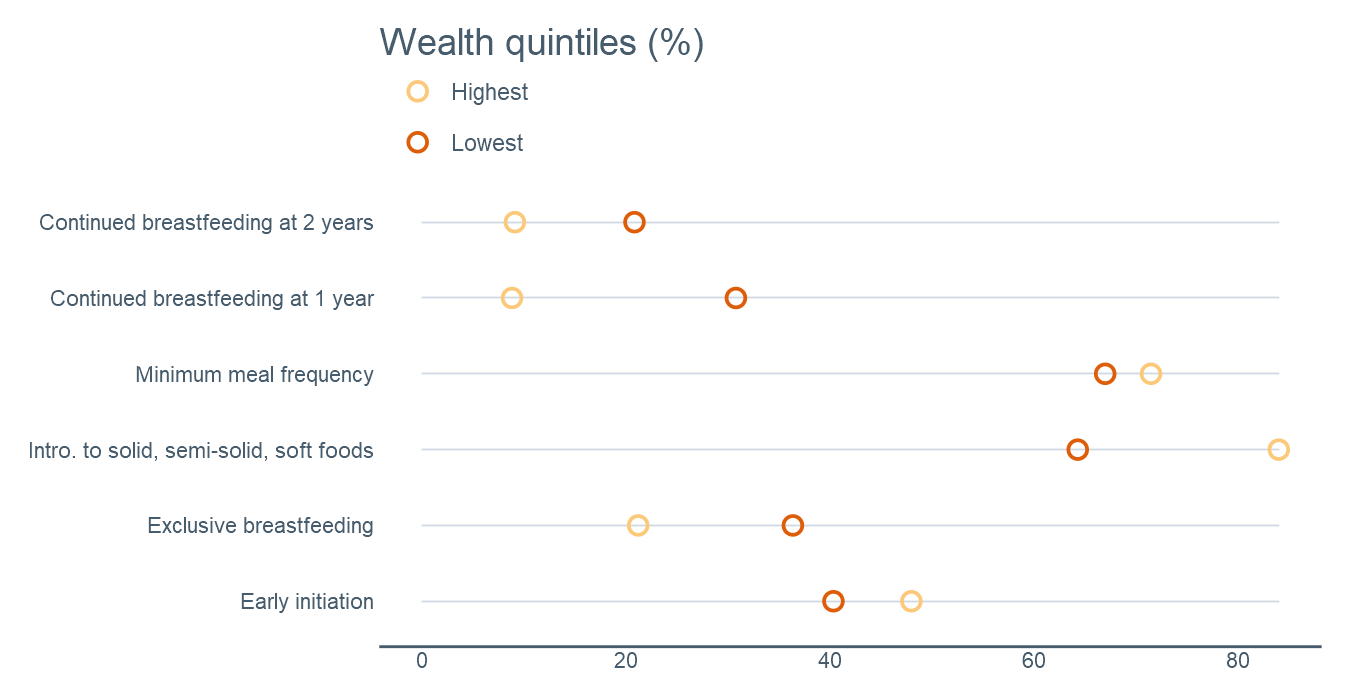 Wealth quintiles (%)
Highest
Lowest
Continued breastfeeding at 2 years
Continued breastfeeding at 1 year
Minimum meal frequency
Intro. to solid, semi-solid, soft foods
Exclusive breastfeeding
Early initiation
0 20 40 60 80